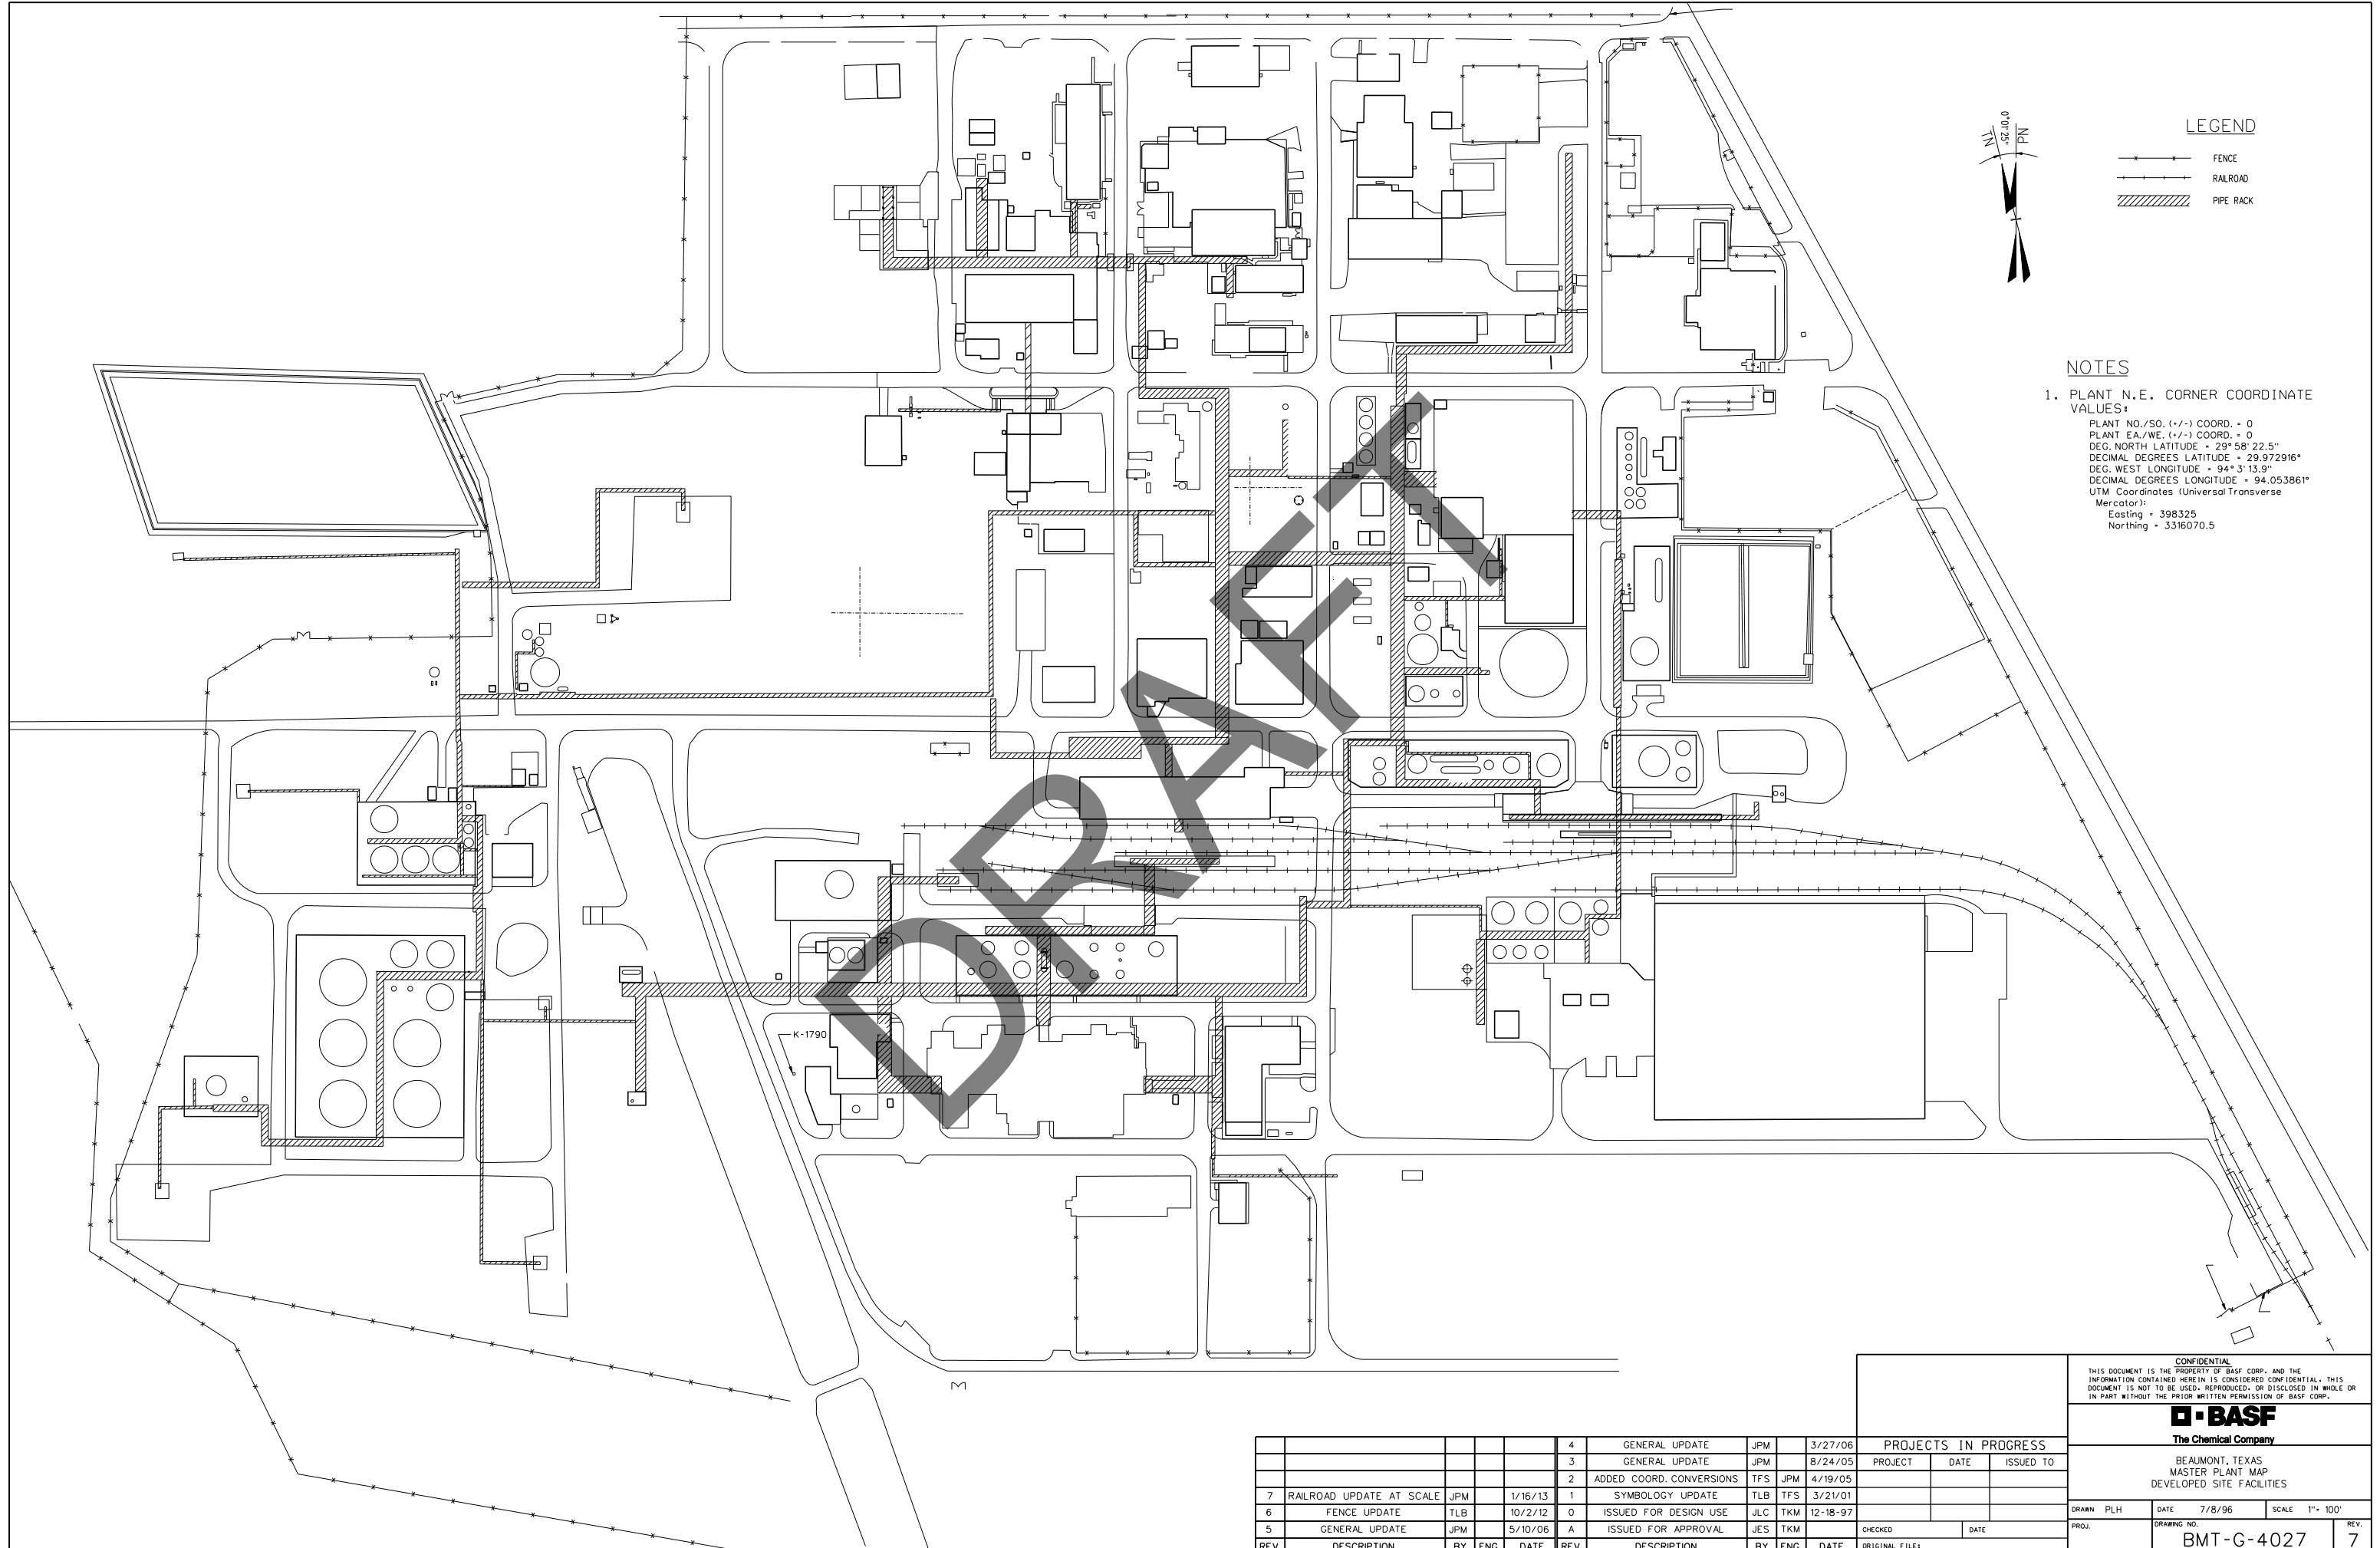 TN
0°01'25"
PN
LEGEND
FENCE
RAILROAD
PIPE RACK
NOTES
1. PLANT N.E. CORNER COORDINATE
VALUES:
PLANT NO./SO. (+/-) COORD. = 0
PLANT EA./WE. (+/-) COORD. = 0
DEG. NORTH LATITUDE = 29° 58' 22.5"
DECIMAL DEGREES LATITUDE = 29.972916°
DEG. WEST LONGITUDE = 94° 3' 13.9"
DECIMAL DEGREES LONGITUDE = 94.053861°
UTM Coordinates (Universal Transverse
Mercator):
Easting = 398325
Northing = 3316070.5
DRAFT
K-1790
CONFIDENTIAL
THIS DOCUMENT IS THE PROPERTY OF BASF CORP. AND THE
INFORMATION CONTAINED HEREIN IS CONSIDERED CONFIDENTIAL. THIS
DOCUMENT IS NOT TO BE USED, REPRODUCED, OR DISCLOSED IN WHOLE OR
IN PART WITHOUT THE PRIOR WRITTEN PERMISSION OF BASF CORP.
BASF
The Chemical Company
BEAUMONT, TEXAS
MASTER PLANT MAP
DEVELOPED SITE FACILITIES
DRAWN PLH DATE 7/8/96 SCALE 1"= 100'
PROJ. DRAWING NO. BMT-G-4027 REV. 7
PROJECTS IN PROGRESS
PROJECT DATE ISSUED TO
CHECKED DATE
ORIGINAL FILE:
4 GENERAL UPDATE JPM 3/27/06
3 GENERAL UPDATE JPM 8/24/05
2 ADDED COORD. CONVERSIONS TFS JPM 4/19/05
7 RAILROAD UPDATE AT SCALE JPM 1/16/13 1 SYMBOLOGY UPDATE TLB TFS 3/21/01
6 FENCE UPDATE TLB 10/2/12 0 ISSUED FOR DESIGN USE JLC TKM 12-18-97
5 GENERAL UPDATE JPM 5/10/06 A ISSUED FOR APPROVAL JES TKM
REV DESCRIPTION BY ENG DATE REV DESCRIPTION BY ENG DATE